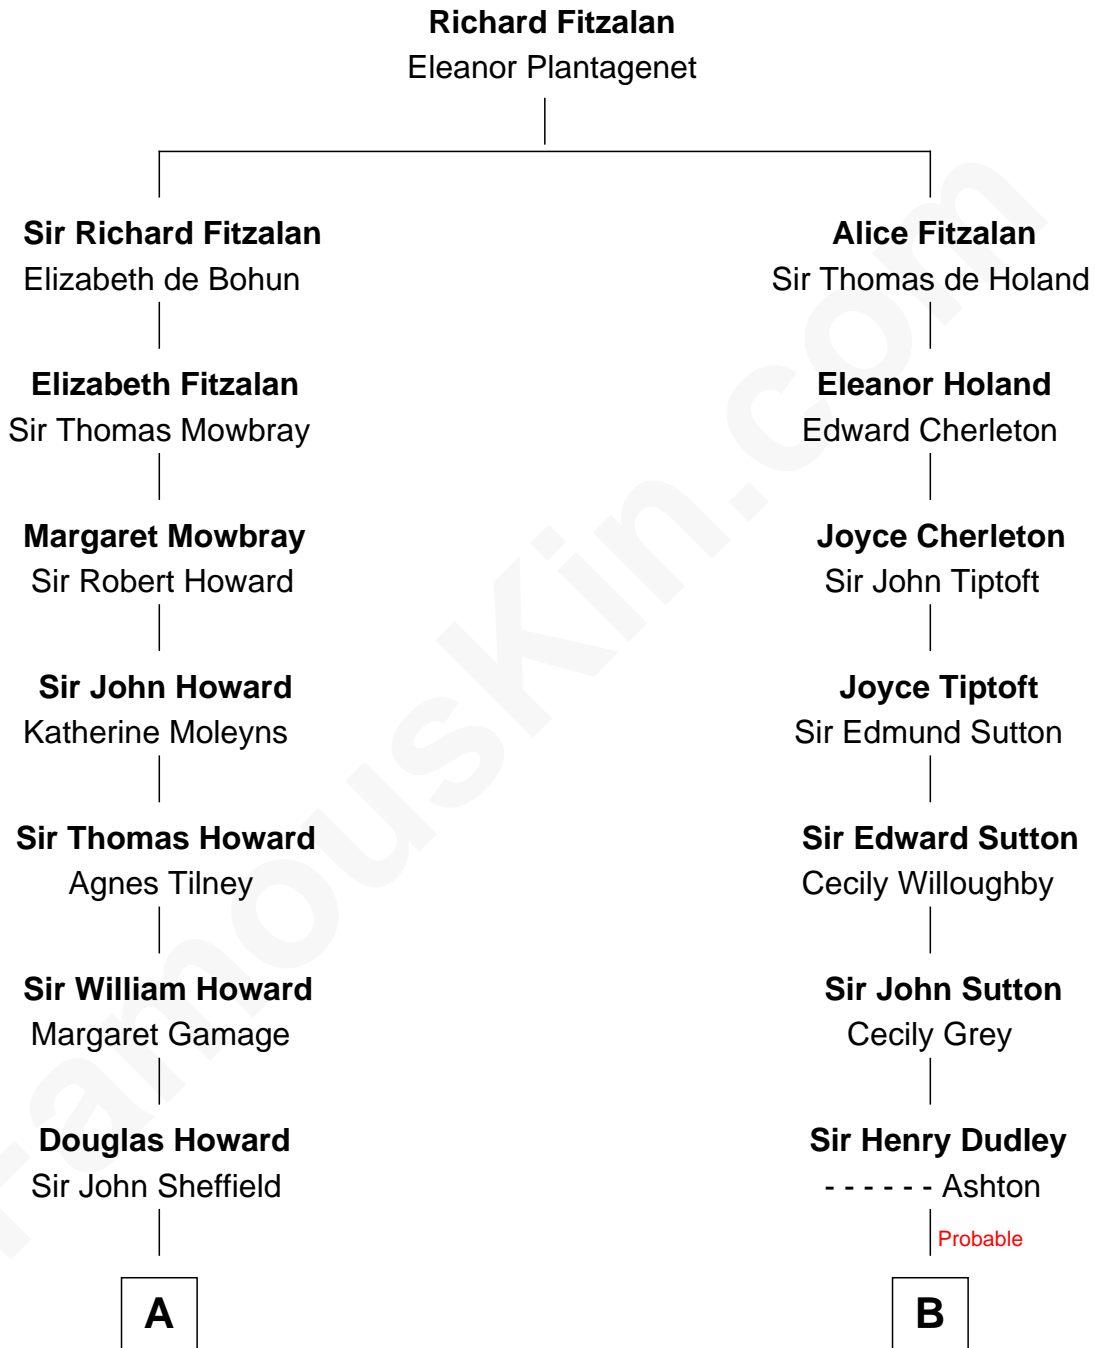 Richard Fitzalan
Eleanor Plantagenet
Sir Richard Fitzalan
Elizabeth de Bohun
Alice Fitzalan
Sir Thomas de Holand
Elizabeth Fitzalan
Sir Thomas Mowbray
Eleanor Holand
Edward Cherleton
Margaret Mowbray
Sir Robert Howard
Joyce Cherleton
Sir John Tiptoft
Sir John Howard
Katherine Moleyns
Joyce Tiptoft
Sir Edmund Sutton
Sir Thomas Howard
Agnes Tilney
Sir Edward Sutton
Cecily Willoughby
Sir William Howard
Margaret Gamage
Sir John Sutton
Cecily Grey
Douglas Howard
Sir John Sheffield
Sir Henry Dudley
- - - - - - Ashton
Probable
A
B
FamousKin.com